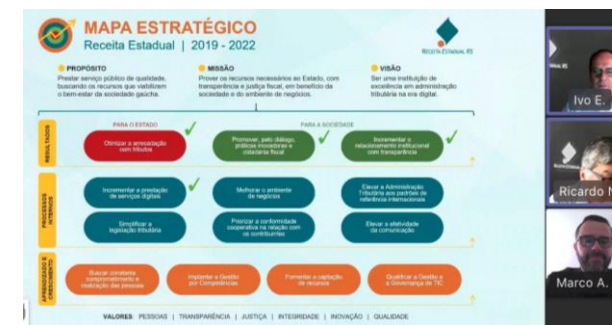 MAPA ESTRATÉGICO
Receita Estadual | 2019 - 2022
RECEITA ESTADUAL RS
PROPÓSITO
Prestar serviço público de qualidade,
buscando os recursos que viabilizem
o bem-estar da sociedade gaúcha.
MISSÃO
Prover os recursos necessários ao Estado, com
transparência e justiça fiscal, em benefício da
sociedade e do ambiente de negócios.
VISÃO
Ser uma instituição de
excelência em administração
tributária na era digital.
RESULTADOS
PARA O ESTADO
PARA A SOCIEDADE
Otimizar a arrecadação
com tributos
Promover, pelo diálogo,
práticas inovadoras e
cidadania fiscal
Incrementar o
relacionamento institucional
com transparência
PROCESSOS
INTERNOS
Incrementar a prestação
de serviços digitais
Melhorar o ambiente
de negócios
Elevar a Administração
Tributária aos padrões de
referência internacionais
Simplificar a
legislação tributária
Priorizar a conformidade
cooperativa na relação com
os contribuintes
Elevar a efetividade
da comunicação
APRENDIZADO E
CRESCIMENTO
Buscar constante
comprometimento e
realização das pessoas
Implantar a Gestão
por Competências
Fomentar a captação
de recursos
Qualificar a Gestão e
a Governança de TIC
VALORES: PESSOAS | TRANSPARÊNCIA | JUSTIÇA | INTEGRIDADE | INOVAÇÃO | QUALIDADE
Ivo E.
Ricardo N
Marco A.